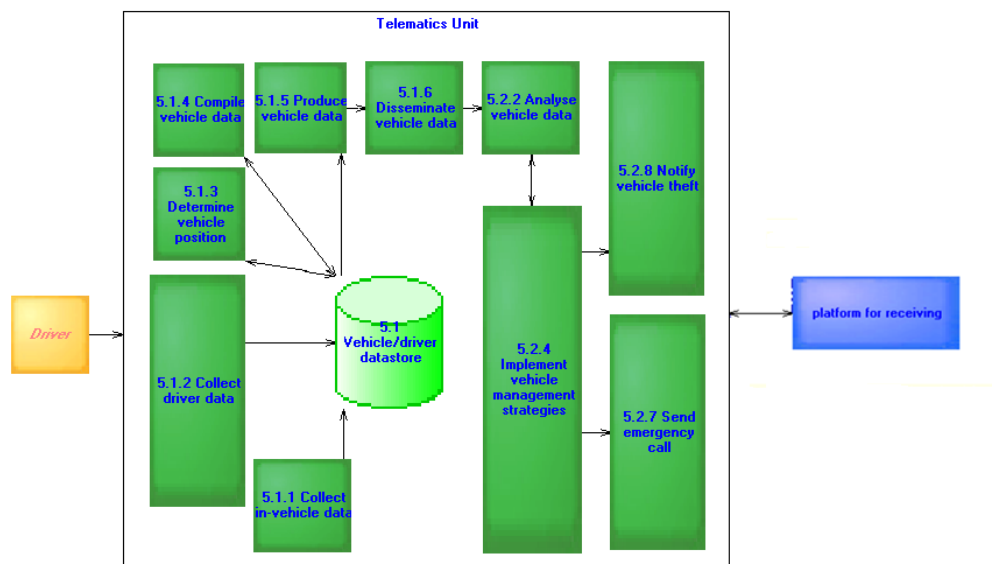 Telematics Unit
5.1.4 Compile
vehicle data
5.1.5 Produce
vehicle data
5.1.6
Disseminate
vehicle data
5.2.2 Analyse
vehicle data
5.2.8 Notify
vehicle theft
5.1.3
Determine
vehicle
position
Driver
5.1
Vehicle/driver
datastore
platform for receiving
5.1.2 Collect
driver data
5.2.4
Implement
vehicle
management
strategies
5.2.7 Send
emergency
call
5.1.1 Collect
in-vehicle data